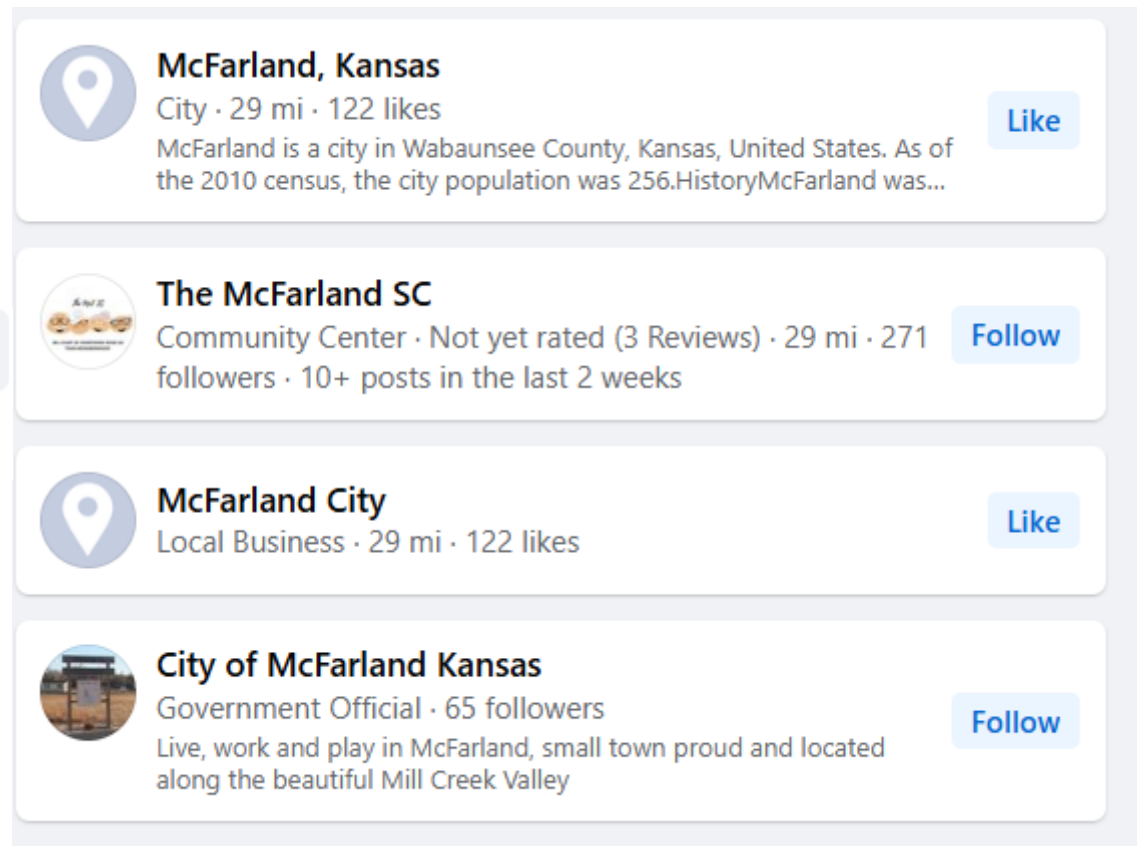 McFarland, Kansas
City · 29 mi · 122 likes
McFarland is a city in Wabaunsee County, Kansas, United States. As of
the 2010 census, the city population was 256.HistoryMcFarland was...
Like
The McFarland SC
Community Center · Not yet rated (3 Reviews) · 29 mi · 271
followers · 10+ posts in the last 2 weeks
Follow
McFarland City
Local Business · 29 mi · 122 likes
Like
City of McFarland Kansas
Government Official · 65 followers
Live, work and play in McFarland, small town proud and located
along the beautiful Mill Creek Valley
Follow